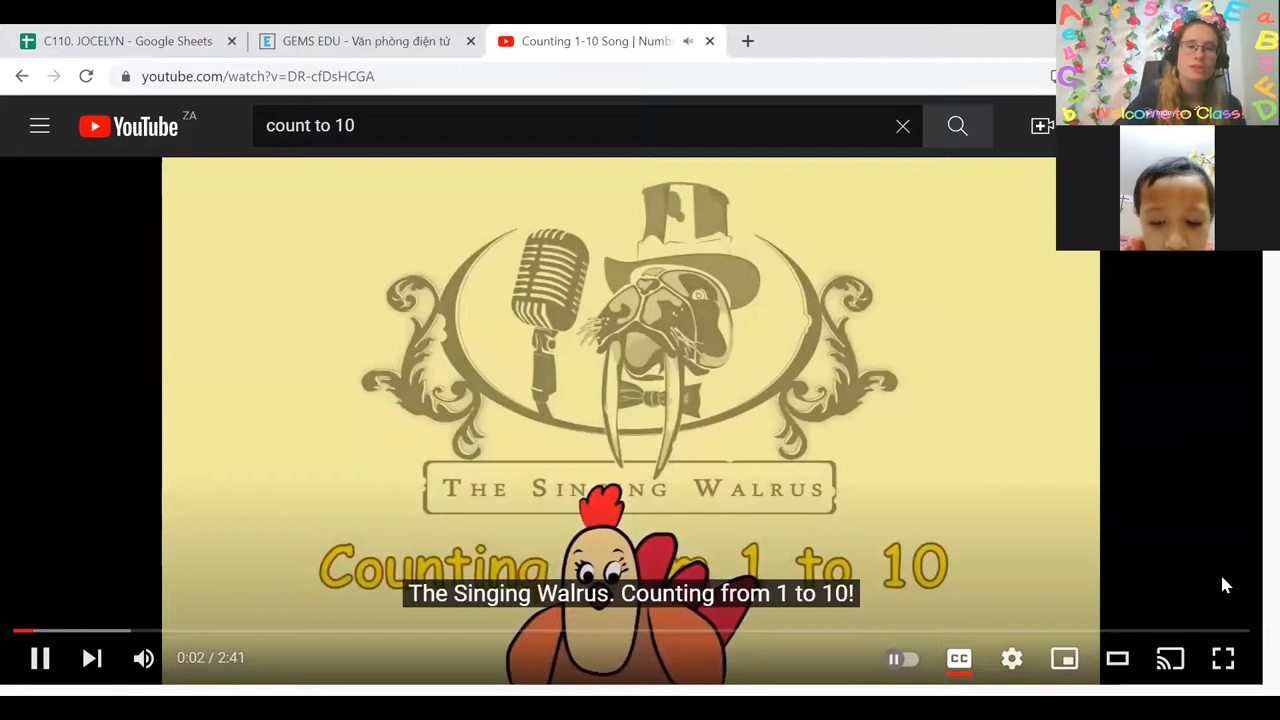 C110. JOCELYN - Google Sheets
GEMS EDU - Văn phòng điện tử
Counting 1-10 Song | Numb
youtube.com/watch?v=DR-cfDsHCGA
YouTube ZA
count to 10
Welcome to Class!
THE SINGING WALRUS
Counting from 1 to 10
The Singing Walrus. Counting from 1 to 10!
0:02 / 2:41
CC